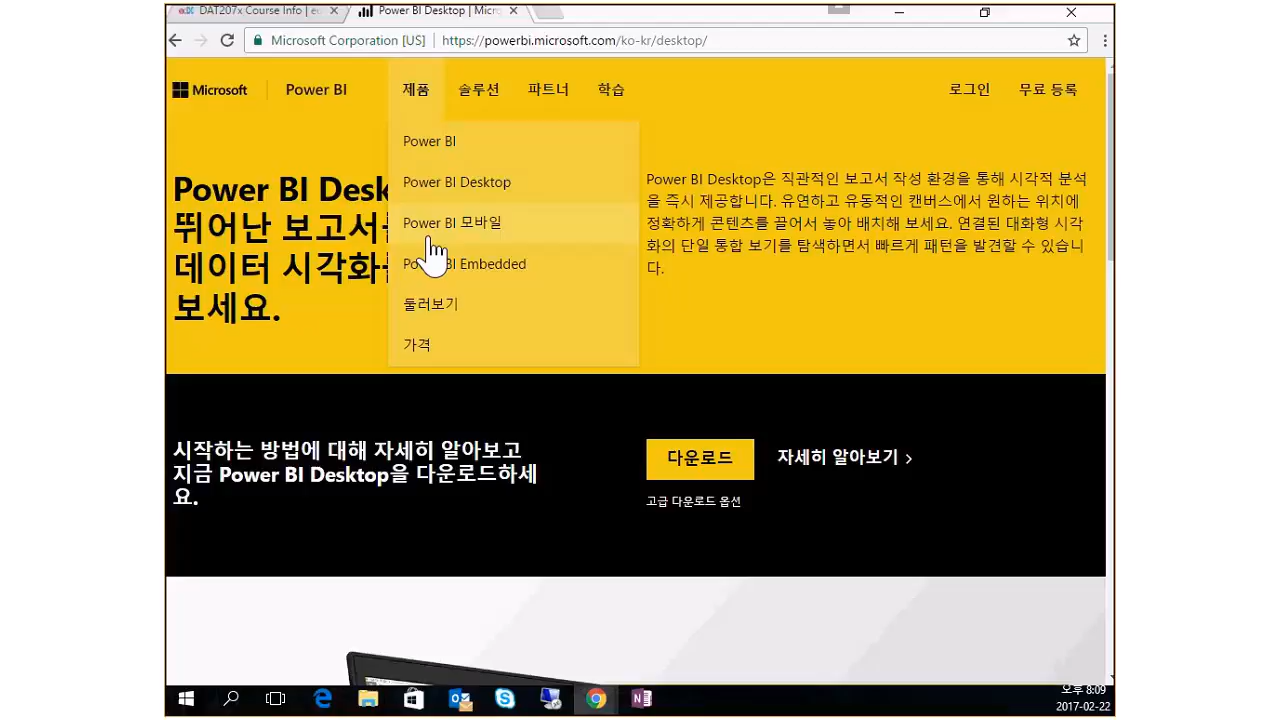 DAT207x Course Info | ec
Power BI Desktop | Micr
Microsoft Corporation [US]
https://powerbi.microsoft.com/ko-kr/desktop/
Microsoft
Power BI
제품
솔루션
파트너
학습
로그인
무료 등록
Power BI
Power BI Desktop
Power BI 모바일
BI Embedded
둘러보기
가격
Power BI Desk
뛰어난 보고서를
데이터 시각화를
보세요.
Power BI Desktop은 직관적인 보고서 작성 환경을 통해 시각적 분석
을 즉시 제공합니다. 유연하고 유동적인 캔버스에서 원하는 위치에
정확하게 콘텐츠를 끌어서 놓아 배치해 보세요. 연결된 대화형 시각
화의 단일 통합 보기를 탐색하면서 빠르게 패턴을 발견할 수 있습니
다.
시작하는 방법에 대해 자세히 알아보고
지금 Power BI Desktop을 다운로드하세
요.
다운로드
자세히 알아보기
고급 다운로드 옵션
오후 8:09
2017-02-22